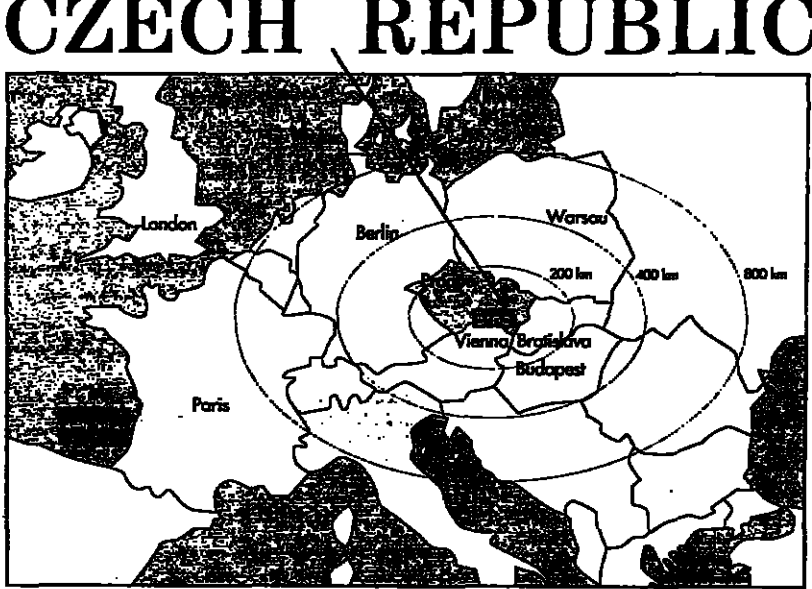 CZECH REPUBLIC
London
Berlin
Warsau
200 km
400 km
800 km
Vienna
Bratislava
Budapest
Paris